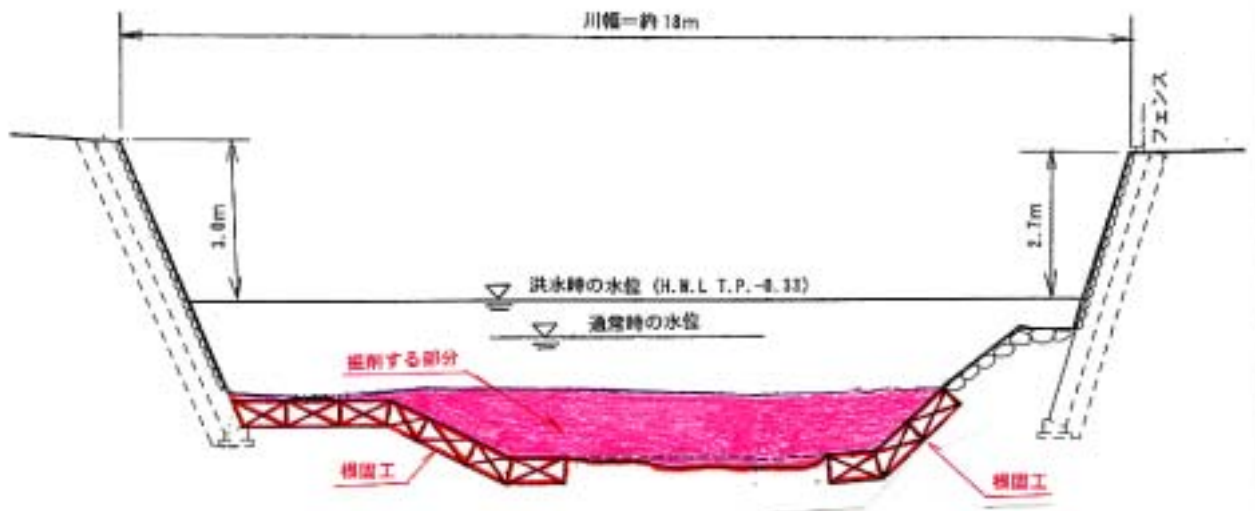 川幅=約18m
フェンス
3.0m
2.7m
洪水時の水位 (H.W.L T.P.-0.33)
通常時の水位
掘削する部分
根固工
根固工